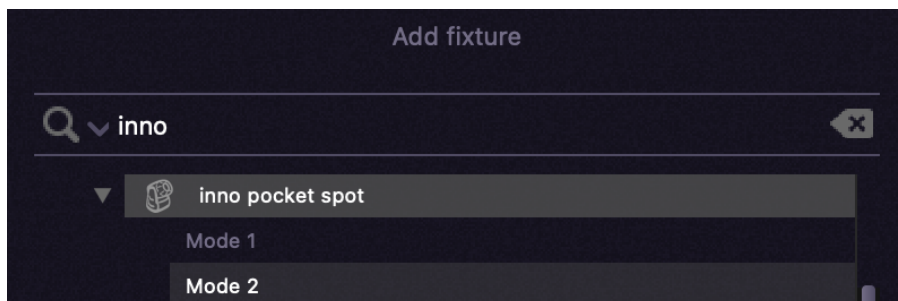 Add fixture
inno
inno pocket spot
Mode 1
Mode 2